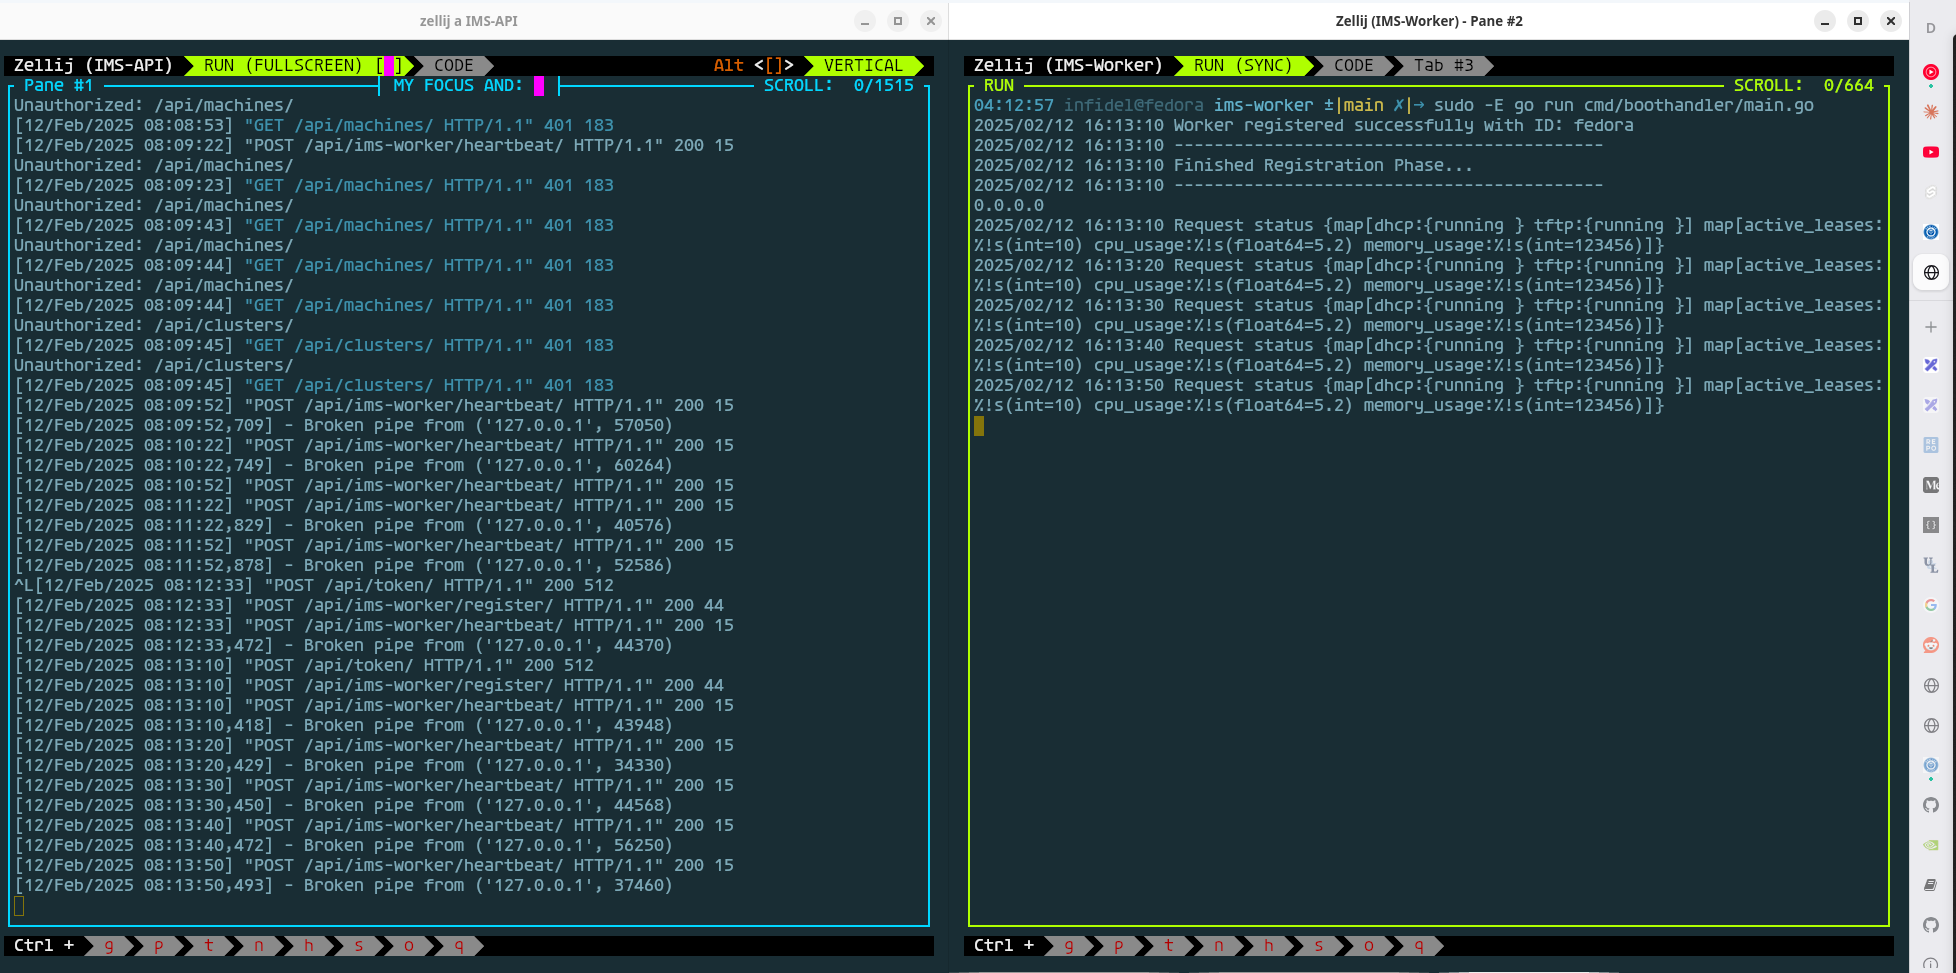 zellij a IMS-API
Zellij (IMS-API) RUN (FULLSCREEN) [ ] CODE Alt <[]> VERTICAL
Pane #1 MY FOCUS AND: SCROLL: 0/1515
Unauthorized: /api/machines/
[12/Feb/2025 08:08:53] "GET /api/machines/ HTTP/1.1" 401 183
[12/Feb/2025 08:09:22] "POST /api/ims-worker/heartbeat/ HTTP/1.1" 200 15
Unauthorized: /api/machines/
[12/Feb/2025 08:09:23] "GET /api/machines/ HTTP/1.1" 401 183
Unauthorized: /api/machines/
[12/Feb/2025 08:09:43] "GET /api/machines/ HTTP/1.1" 401 183
Unauthorized: /api/machines/
[12/Feb/2025 08:09:44] "GET /api/machines/ HTTP/1.1" 401 183
Unauthorized: /api/machines/
[12/Feb/2025 08:09:44] "GET /api/machines/ HTTP/1.1" 401 183
Unauthorized: /api/clusters/
[12/Feb/2025 08:09:45] "GET /api/clusters/ HTTP/1.1" 401 183
Unauthorized: /api/clusters/
[12/Feb/2025 08:09:45] "GET /api/clusters/ HTTP/1.1" 401 183
[12/Feb/2025 08:09:52] "POST /api/ims-worker/heartbeat/ HTTP/1.1" 200 15
[12/Feb/2025 08:09:52,709] - Broken pipe from ('127.0.0.1', 57050)
[12/Feb/2025 08:10:22] "POST /api/ims-worker/heartbeat/ HTTP/1.1" 200 15
[12/Feb/2025 08:10:22,749] - Broken pipe from ('127.0.0.1', 60264)
[12/Feb/2025 08:10:52] "POST /api/ims-worker/heartbeat/ HTTP/1.1" 200 15
[12/Feb/2025 08:11:22] "POST /api/ims-worker/heartbeat/ HTTP/1.1" 200 15
[12/Feb/2025 08:11:22,829] - Broken pipe from ('127.0.0.1', 40576)
[12/Feb/2025 08:11:52] "POST /api/ims-worker/heartbeat/ HTTP/1.1" 200 15
[12/Feb/2025 08:11:52,878] - Broken pipe from ('127.0.0.1', 52586)
^L[12/Feb/2025 08:12:33] "POST /api/token/ HTTP/1.1" 200 512
[12/Feb/2025 08:12:33] "POST /api/ims-worker/register/ HTTP/1.1" 200 44
[12/Feb/2025 08:12:33] "POST /api/ims-worker/heartbeat/ HTTP/1.1" 200 15
[12/Feb/2025 08:12:33,472] - Broken pipe from ('127.0.0.1', 44370)
[12/Feb/2025 08:13:10] "POST /api/token/ HTTP/1.1" 200 512
[12/Feb/2025 08:13:10] "POST /api/ims-worker/register/ HTTP/1.1" 200 44
[12/Feb/2025 08:13:10] "POST /api/ims-worker/heartbeat/ HTTP/1.1" 200 15
[12/Feb/2025 08:13:10,418] - Broken pipe from ('127.0.0.1', 43948)
[12/Feb/2025 08:13:20] "POST /api/ims-worker/heartbeat/ HTTP/1.1" 200 15
[12/Feb/2025 08:13:20,429] - Broken pipe from ('127.0.0.1', 34330)
[12/Feb/2025 08:13:30] "POST /api/ims-worker/heartbeat/ HTTP/1.1" 200 15
[12/Feb/2025 08:13:30,450] - Broken pipe from ('127.0.0.1', 44568)
[12/Feb/2025 08:13:40] "POST /api/ims-worker/heartbeat/ HTTP/1.1" 200 15
[12/Feb/2025 08:13:40,472] - Broken pipe from ('127.0.0.1', 56250)
[12/Feb/2025 08:13:50] "POST /api/ims-worker/heartbeat/ HTTP/1.1" 200 15
[12/Feb/2025 08:13:50,493] - Broken pipe from ('127.0.0.1', 37460)
Ctrl + g p t n h s o q
Zellij (IMS-Worker) - Pane #2
Zellij (IMS-Worker) RUN (SYNC) CODE Tab #3
RUN SCROLL: 0/664
04:12:57 infidel@fedora ims-worker ±|main ✗|→ sudo -E go run cmd/boothandler/main.go
2025/02/12 16:13:10 Worker registered successfully with ID: fedora
2025/02/12 16:13:10 -------------------------------------------
2025/02/12 16:13:10 Finished Registration Phase...
2025/02/12 16:13:10 -------------------------------------------
0.0.0.0
2025/02/12 16:13:10 Request status {map[dhcp:{running } tftp:{running }] map[active_leases:
%!s(int=10) cpu_usage:%!s(float64=5.2) memory_usage:%!s(int=123456)]}
2025/02/12 16:13:20 Request status {map[dhcp:{running } tftp:{running }] map[active_leases:
%!s(int=10) cpu_usage:%!s(float64=5.2) memory_usage:%!s(int=123456)]}
2025/02/12 16:13:30 Request status {map[dhcp:{running } tftp:{running }] map[active_leases:
%!s(int=10) cpu_usage:%!s(float64=5.2) memory_usage:%!s(int=123456)]}
2025/02/12 16:13:40 Request status {map[dhcp:{running } tftp:{running }] map[active_leases:
%!s(int=10) cpu_usage:%!s(float64=5.2) memory_usage:%!s(int=123456)]}
2025/02/12 16:13:50 Request status {map[dhcp:{running } tftp:{running }] map[active_leases:
%!s(int=10) cpu_usage:%!s(float64=5.2) memory_usage:%!s(int=123456)]}
Ctrl + g p t n h s o q
D